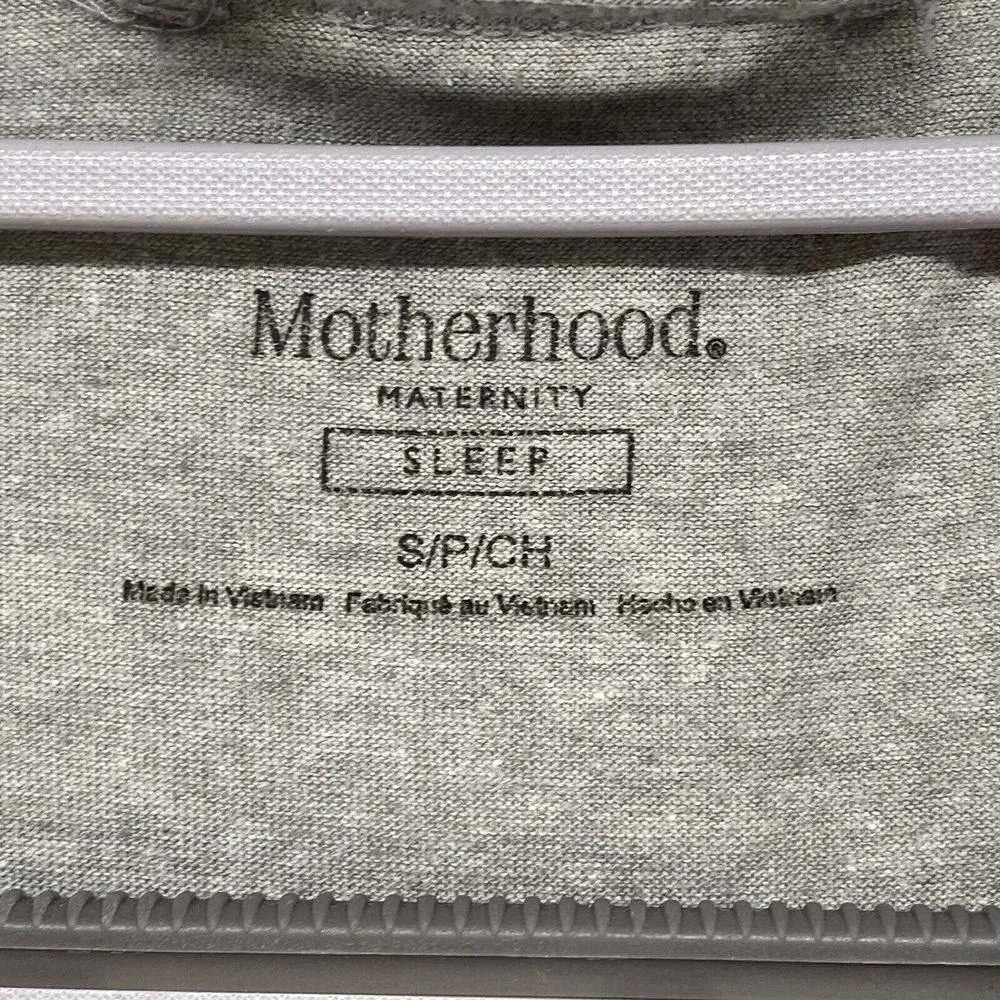 Motherhood®
MATERNITY
SLEEP
S/P/CH
Made in Vietnam Fabriqué au Vietnam Hecho en Vietnam